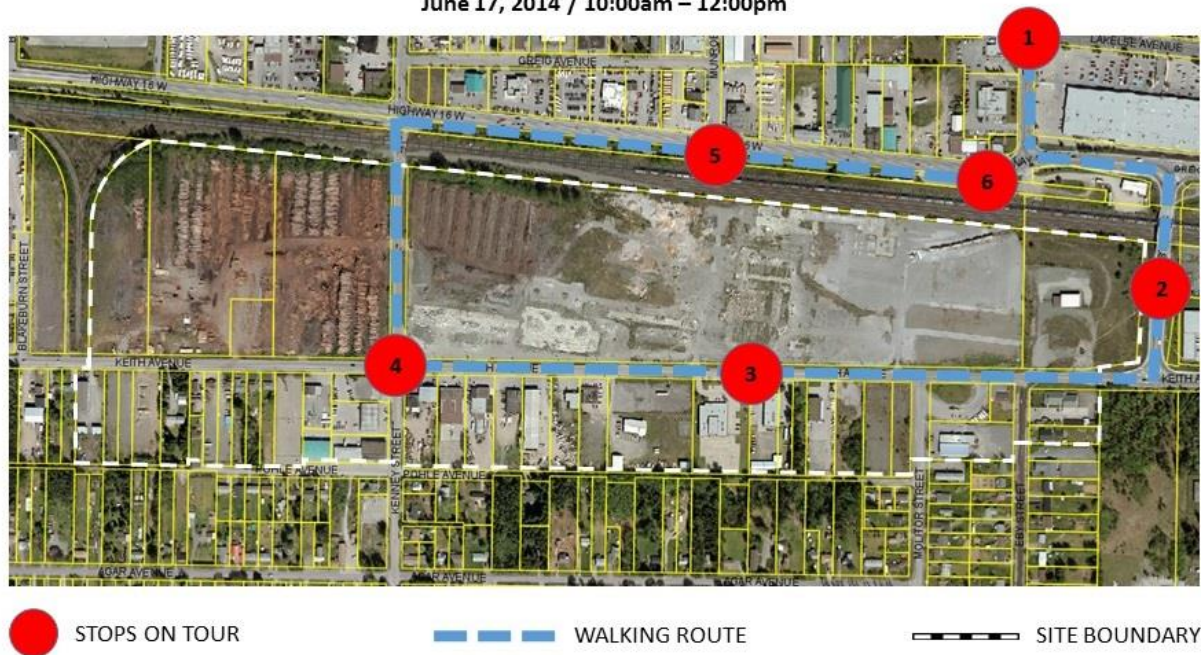 June 17, 2014 / 10:00am – 12:00pm
1
LAKELSE AVENUE
GREIG AVENUE
MUNROE
HIGHWAY 16 W
HIGHWAY 16 W
5
6
2
BLAKEBURN STREET
KEITH AVENUE
4
3
KEITH
POHLE AVENUE
POHLE AVENUE
KENNEY STREET
MOLITOR STREET
EBY STREET
AGAR AVENUE
AGAR AVENUE
AGAR AVENUE
STOPS ON TOUR
WALKING ROUTE
SITE BOUNDARY